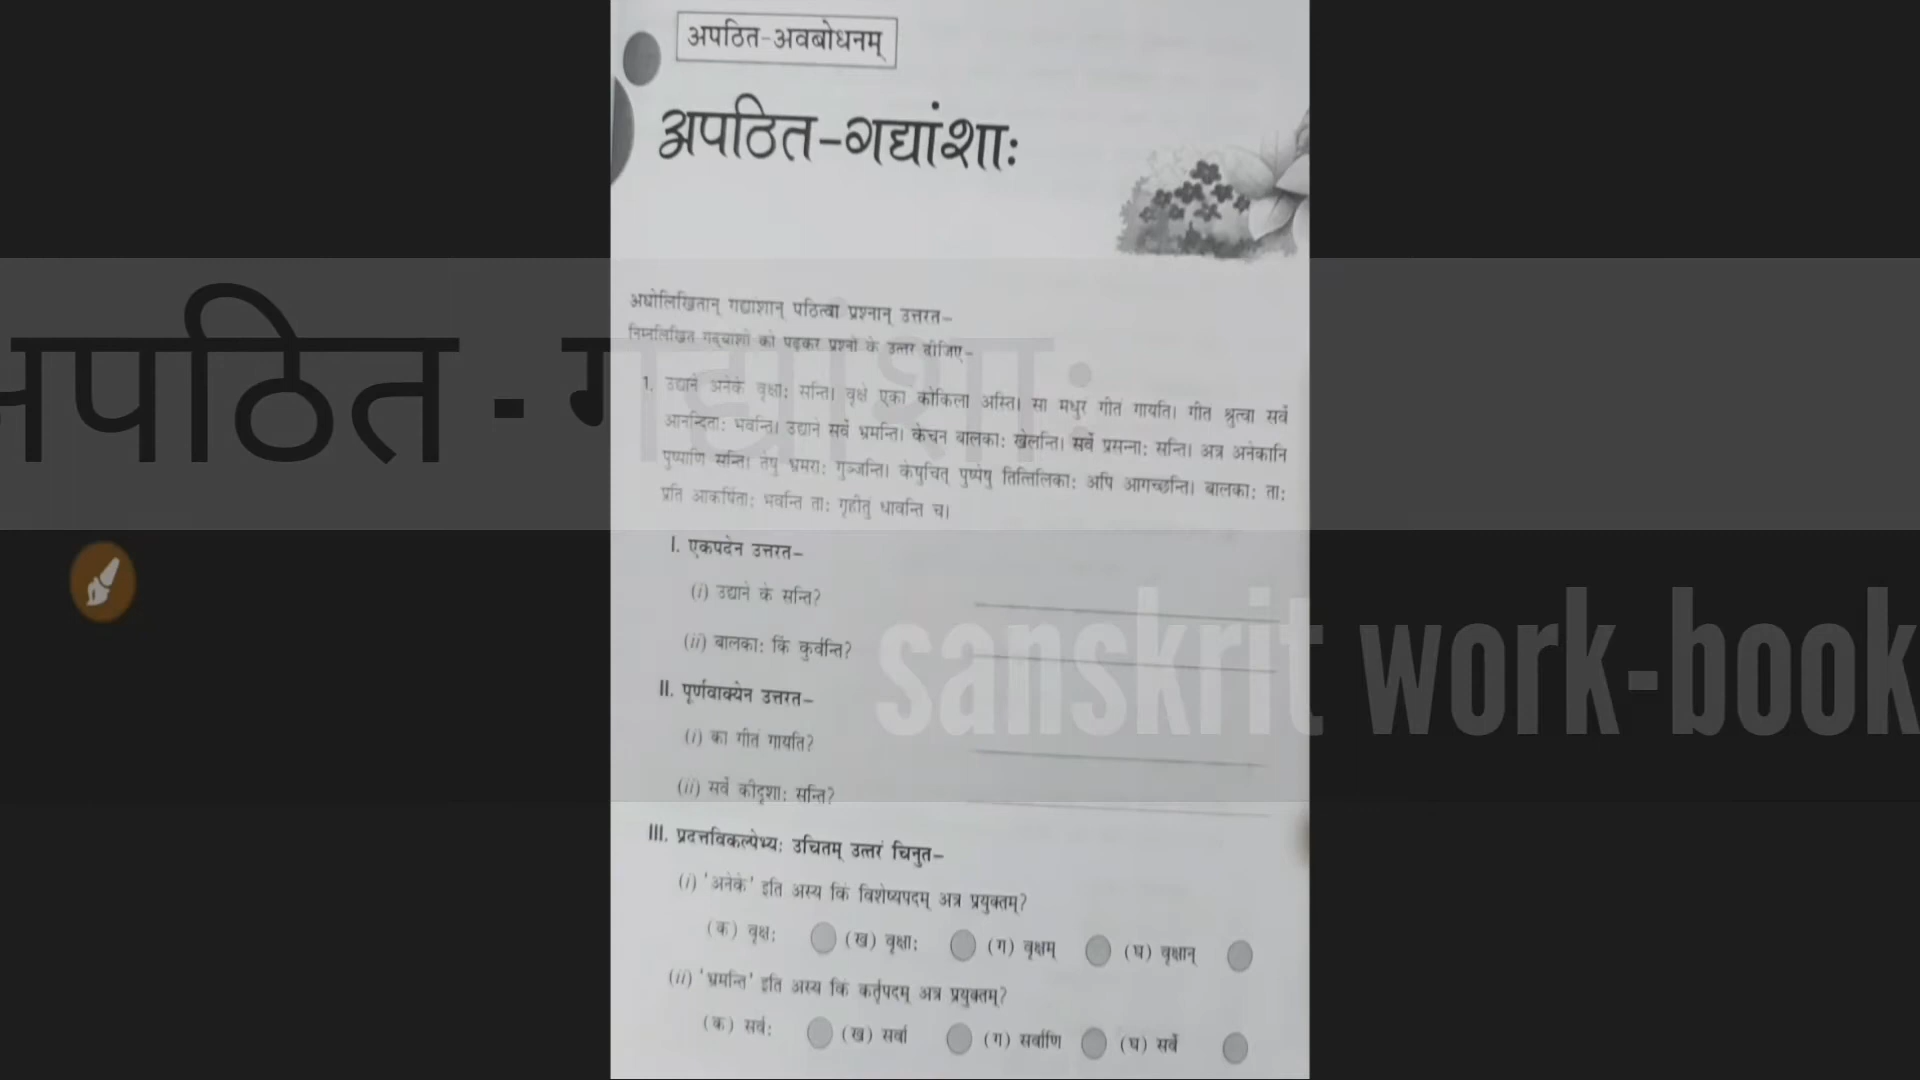 अपठित-अवबोधनम्
अपठित-गद्यांशाः
अधोलिखितान् गद्यांशान् पठित्वा प्रश्नान् उत्तरत–
निम्नलिखित गद्यांशों को पढ़कर प्रश्नों के उत्तर दीजिए–
1. उद्याने अनेके वृक्षाः सन्ति। वृक्षे एका कोकिला अस्ति। सा मधुरं गीतं गायति। गीतं श्रुत्वा सर्वे
आनन्दिताः भवन्ति। उद्याने सर्वे भ्रमन्ति। केचन बालकाः खेलन्ति। सर्वे प्रसन्नाः सन्ति। अत्र अनेकानि
पुष्पाणि सन्ति। तेषु भ्रमराः गुञ्जन्ति। केषुचित् पुष्पेषु तित्तिलिकाः अपि आगच्छन्ति। बालकाः ताः
प्रति आकर्षिताः भवन्ति ताः गृहीतुं धावन्ति च।
अपठित - गद्यांशाः
I. एकपदेन उत्तरत–
(i) उद्याने के सन्ति?
(ii) बालकाः किं कुर्वन्ति?
sanskrit work-book
II. पूर्णवाक्येन उत्तरत–
(i) का गीतं गायति?
(ii) सर्वे कीदृशाः सन्ति?
III. प्रदत्तविकल्पेभ्यः उचितम् उत्तरं चिनुत–
(i) 'अनेके' इति अस्य किं विशेष्यपदम् अत्र प्रयुक्तम्?
(क) वृक्षः (ख) वृक्षाः (ग) वृक्षम् (घ) वृक्षान्
(ii) 'भ्रमन्ति' इति अस्य किं कर्तृपदम् अत्र प्रयुक्तम्?
(क) सर्वः (ख) सर्वा (ग) सर्वाणि (घ) सर्वे